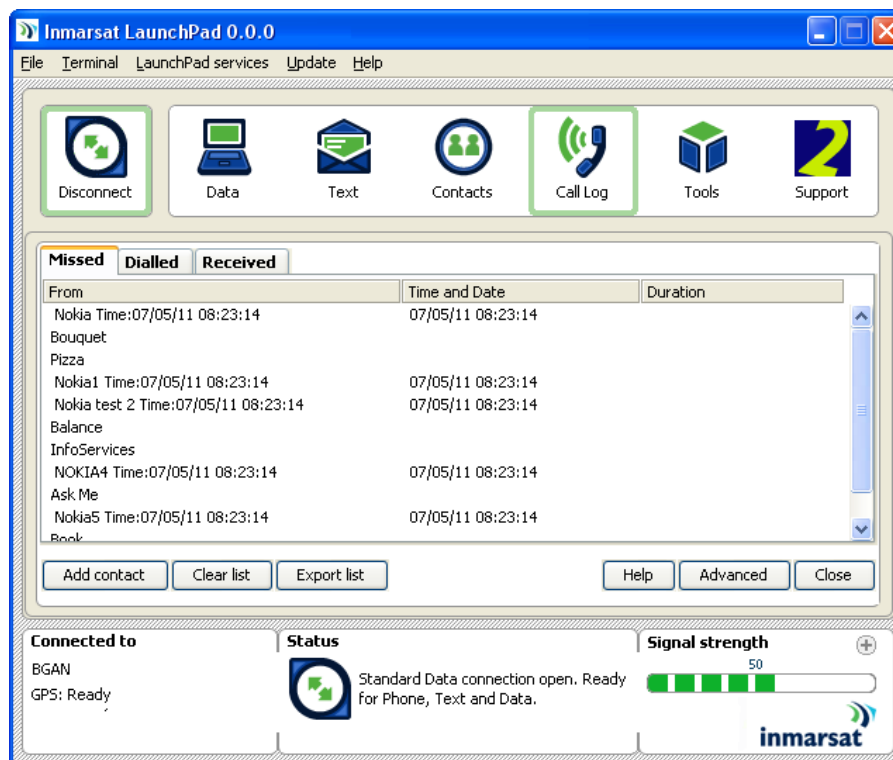 Inmarsat LaunchPad 0.0.0
File Terminal LaunchPad services Update Help
Disconnect Data Text Contacts Call Log Tools Support
Missed Dialled Received
From Time and Date Duration
Nokia Time:07/05/11 08:23:14 07/05/11 08:23:14
Bouquet
Pizza
Nokia1 Time:07/05/11 08:23:14 07/05/11 08:23:14
Nokia test 2 Time:07/05/11 08:23:14 07/05/11 08:23:14
Balance
InfoServices
NOKIA4 Time:07/05/11 08:23:14 07/05/11 08:23:14
Ask Me
Nokia5 Time:07/05/11 08:23:14 07/05/11 08:23:14
Book
Add contact Clear list Export list Help Advanced Close
Connected to
BGAN
GPS: Ready
Status
Standard Data connection open. Ready
for Phone, Text and Data.
Signal strength
50
inmarsat